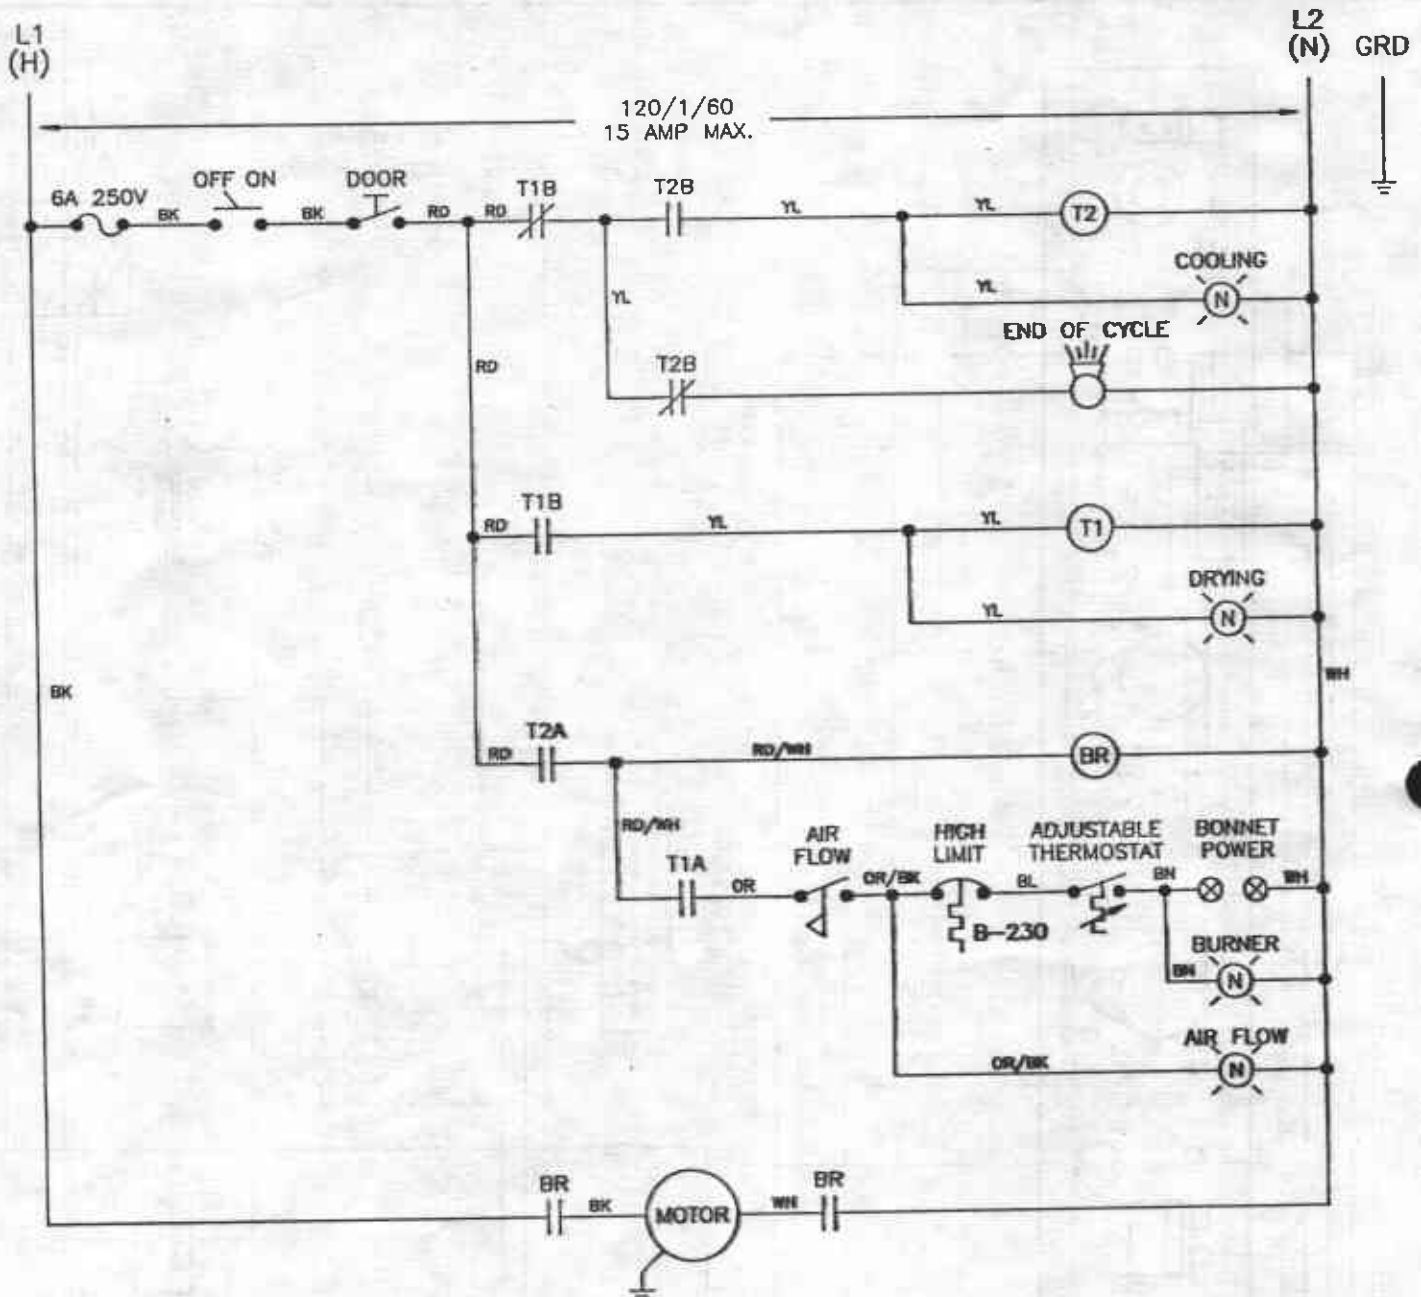 L1
(H)
L2
(N) GRD
120/1/60
15 AMP MAX.
6A 250V
OFF ON
DOOR
T1B
T2B
BK
BK
RD
RD
YL
YL
T2
COOLING
YL
N
YL
END OF CYCLE
T2B
RD
T1B
RD
YL
YL
T1
DRYING
YL
N
WH
BK
T2A
RD
RD/WH
BR
RD/WH
T1A
OR
AIR
FLOW
OR/BK
HIGH
LIMIT
BL
ADJUSTABLE
THERMOSTAT
BN
BONNET
POWER
WH
B-230
BURNER
BN
N
AIR FLOW
OR/BK
N
BR
BK
MOTOR
WH
BR